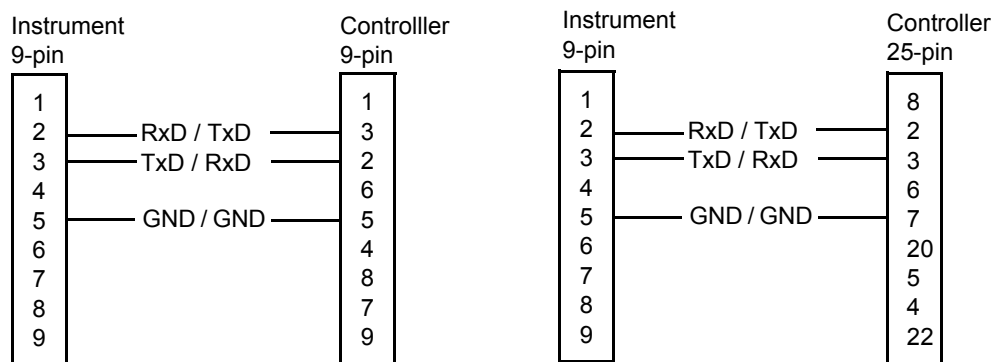 Instrument
9-pin
Controlller
9-pin
1 1
2 RxD / TxD 3
3 TxD / RxD 2
4 6
5 GND / GND 5
6 4
7 8
8 7
9 9
Instrument
9-pin
Controller
25-pin
1 8
2 RxD / TxD 2
3 TxD / RxD 3
4 6
5 GND / GND 7
6 20
7 5
8 4
9 22